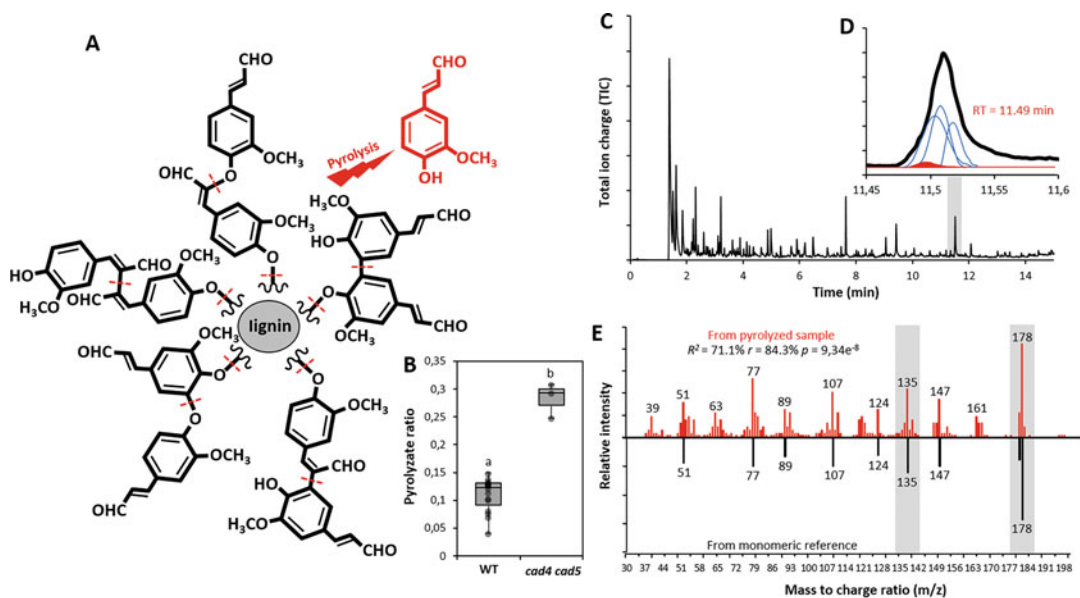 A
CHO
OCH₃
O
CHO
O
OCH₃
O
Pyrolysis
CHO
OCH₃
OH
H₃CO
CHO
HO
O
H₃CO
CHO
HO
H₃CO
CHO
OCH₃
CHO
O
lignin
CHO
OCH₃
O
O
OCH₃
CHO
O
OCH₃
CHO
HO
H₃CO
CHO
B
Pyrolyzate ratio
0,35
0,3
0,25
0,2
0,15
0,1
0,05
0
a
b
WT
cad4 cad5
C
Total ion charge (TIC)
0
2
4
6
8
10
12
14
Time (min)
D
RT = 11.49 min
11,45
11,5
11,55
11,6
E
From pyrolyzed sample
R² = 71.1% r = 84.3% p = 9,34e⁻⁸
Relative intensity
39
51
63
77
89
107
124
135
147
161
178
51
77
89
107
124
135
147
178
From monomeric reference
30 37 44 51 58 65 72 79 86 93 100 107 114 121 128 135 142 149 156 163 170 177 184 191 198
Mass to charge ratio (m/z)